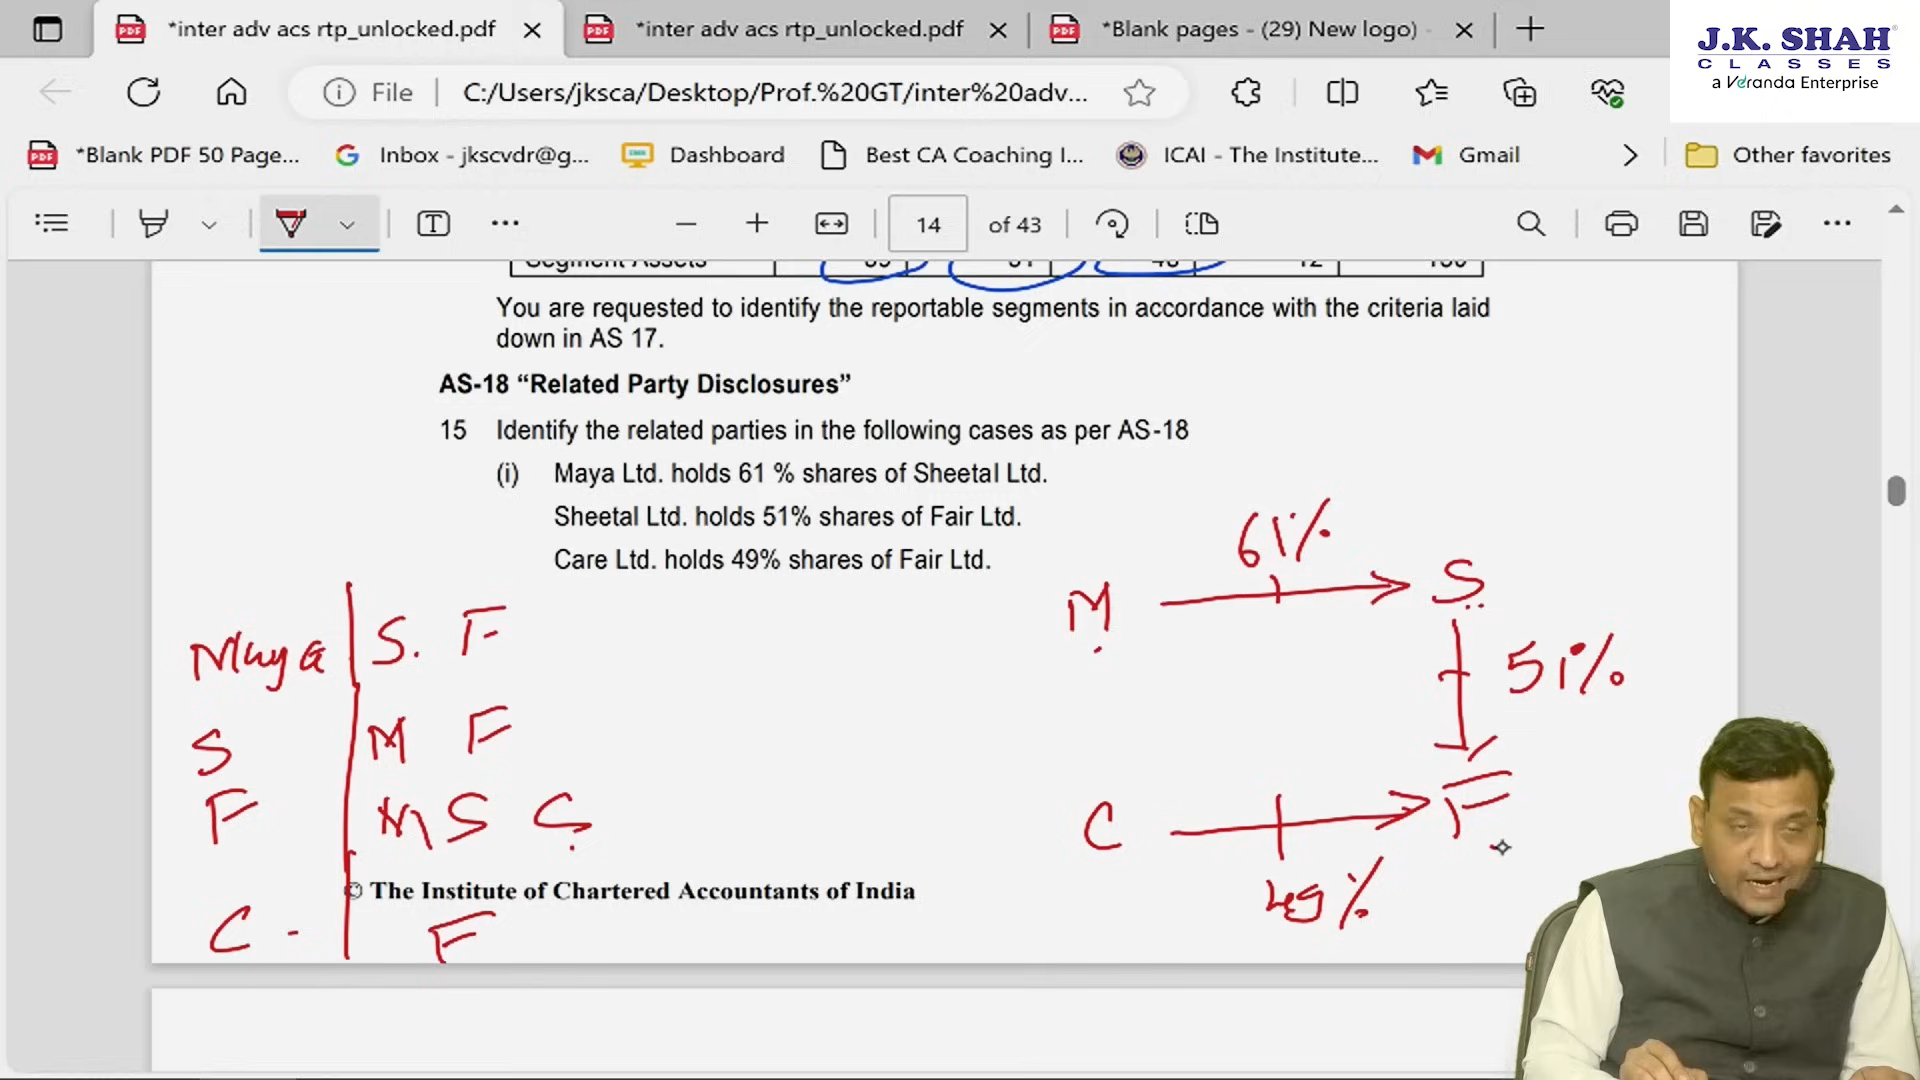 *inter adv acs rtp_unlocked.pdf
*inter adv acs rtp_unlocked.pdf
*Blank pages - (29) New logo)
J.K. SHAH
CLASSES
a Veranda Enterprise
File
C:/Users/jksca/Desktop/Prof.%20GT/inter%20adv...
*Blank PDF 50 Page...
Inbox - jkscvdr@g...
Dashboard
Best CA Coaching I...
ICAI - The Institute...
Gmail
Other favorites
14 of 43
Segment Assets
You are requested to identify the reportable segments in accordance with the criteria laid
down in AS 17.
AS-18 “Related Party Disclosures”
15 Identify the related parties in the following cases as per AS-18
(i) Maya Ltd. holds 61 % shares of Sheetal Ltd.
Sheetal Ltd. holds 51% shares of Fair Ltd.
Care Ltd. holds 49% shares of Fair Ltd.
61%
M S
51%
Maya S. F
S M F
F M S C
C F
C F
49%
© The Institute of Chartered Accountants of India